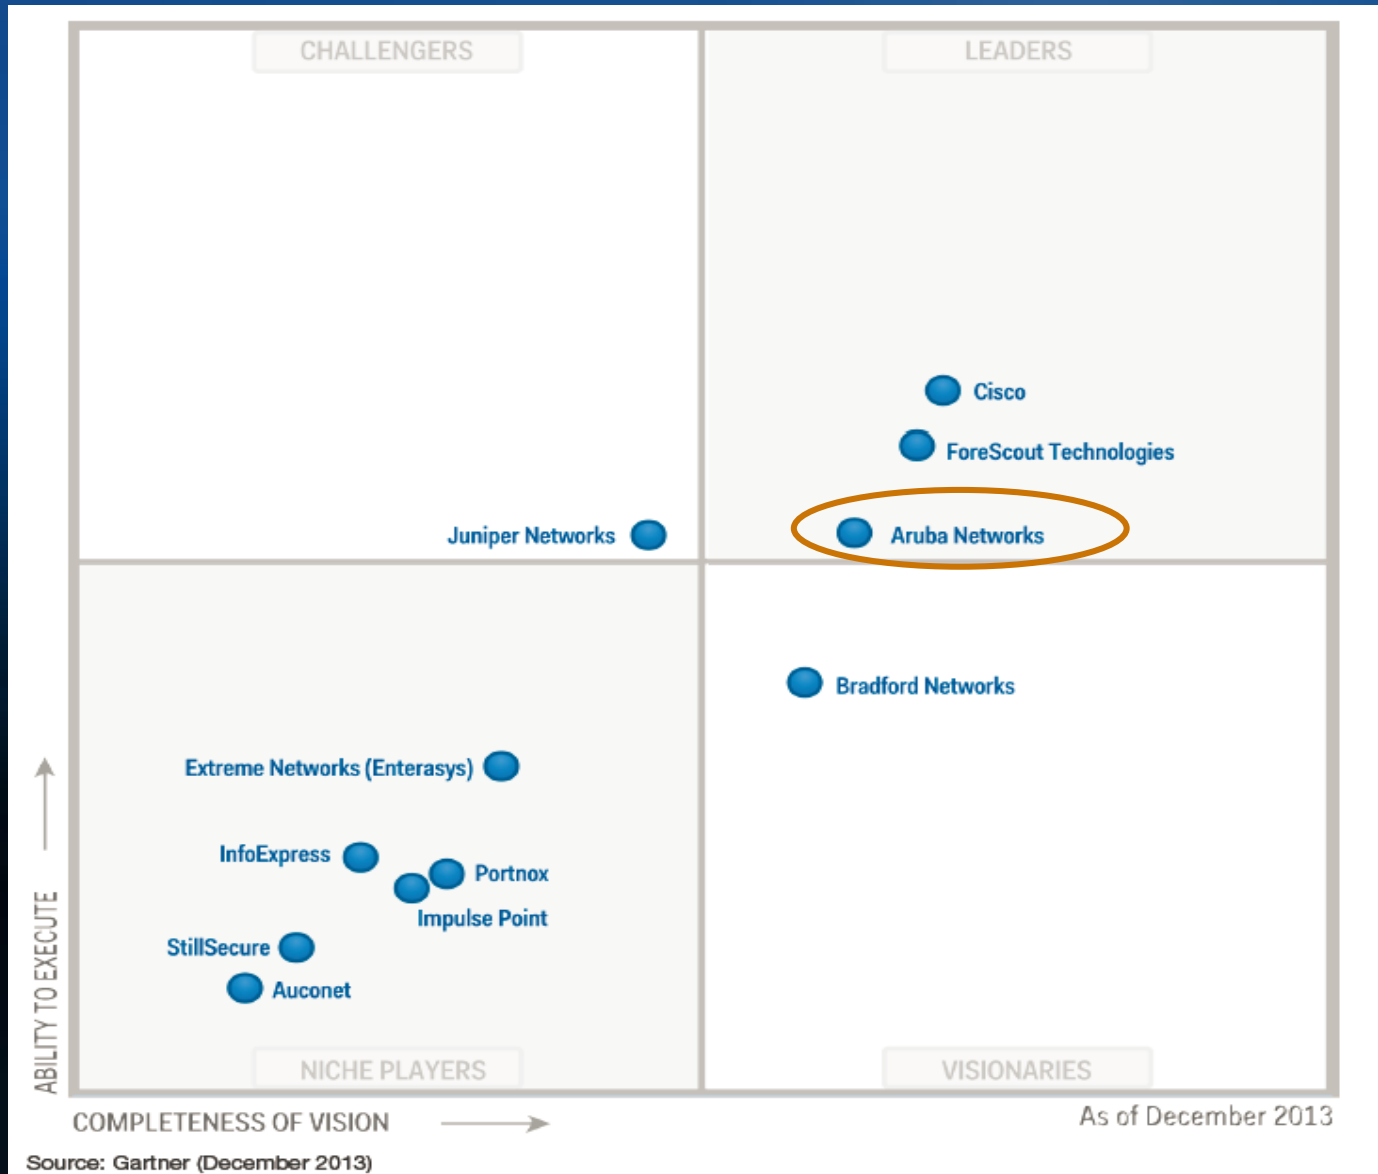 CHALLENGERS
LEADERS
Cisco
ForeScout Technologies
Juniper Networks
Aruba Networks
Bradford Networks
Extreme Networks (Enterasys)
InfoExpress
Portnox
Impulse Point
StillSecure
Auconet
ABILITY TO EXECUTE
NICHE PLAYERS
VISIONARIES
COMPLETENESS OF VISION
As of December 2013
Source: Gartner (December 2013)